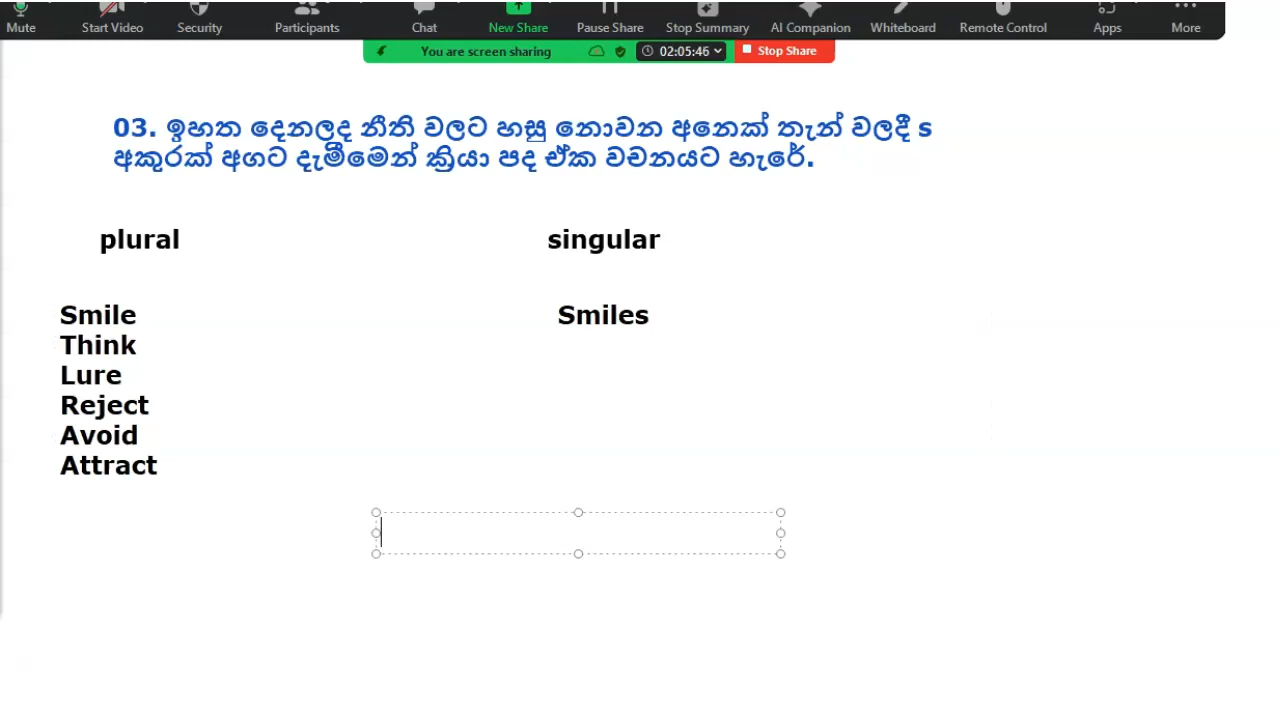 Mute Start Video Security Participants Chat New Share Pause Share Stop Summary AI Companion Whiteboard Remote Control Apps More
You are screen sharing 02:05:46 Stop Share
03. ඉහත දෙනලද නීති වලට හසු නොවන අනෙක් තැන් වලදී s
අකුරක් අගට දැමීමෙන් ක්‍රියා පද ඒක වචනයට හැරේ.
plural singular
Smile Smiles
Think
Lure
Reject
Avoid
Attract